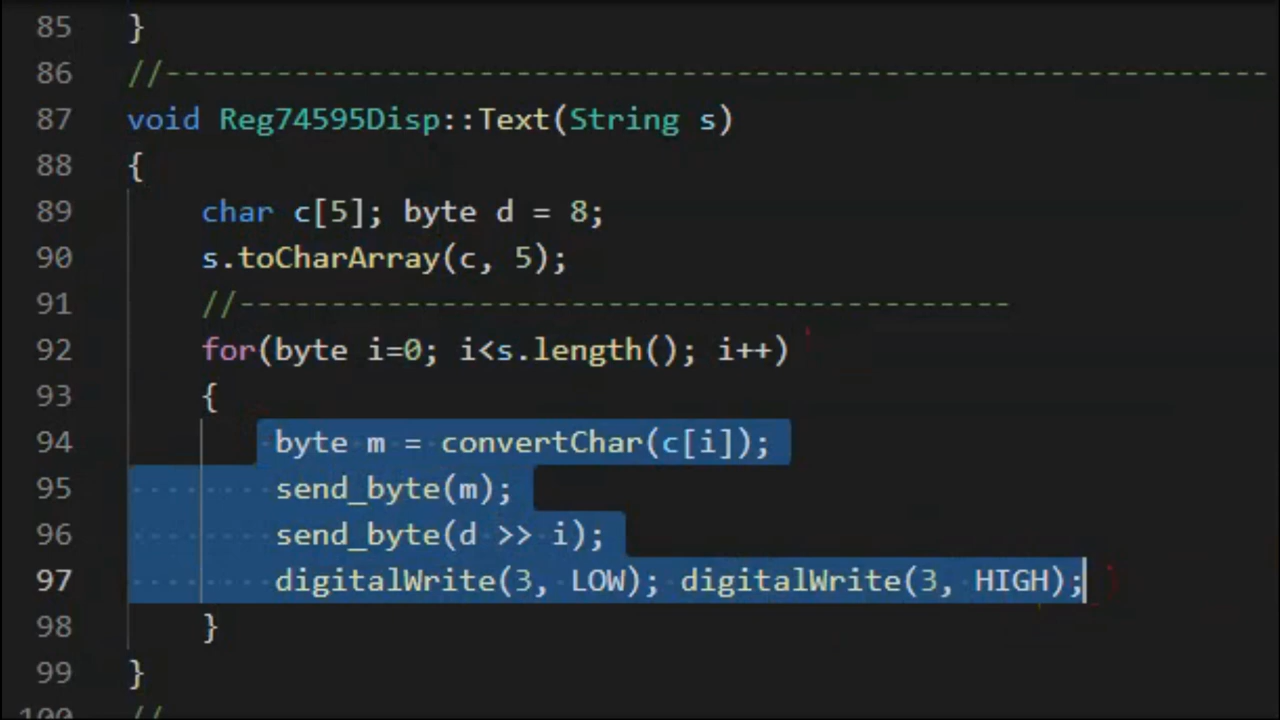 85 }
86 //------------------------------------------------------------
87 void Reg74595Disp::Text(String s)
88 {
89 char c[5]; byte d = 8;
90 s.toCharArray(c, 5);
91 //------------------------------------------
92 for(byte i=0; i<s.length(); i++)
93 {
94 byte m = convertChar(c[i]);
95 send_byte(m);
96 send_byte(d >> i);
97 digitalWrite(3, LOW); digitalWrite(3, HIGH);
98 }
99 }
100 //